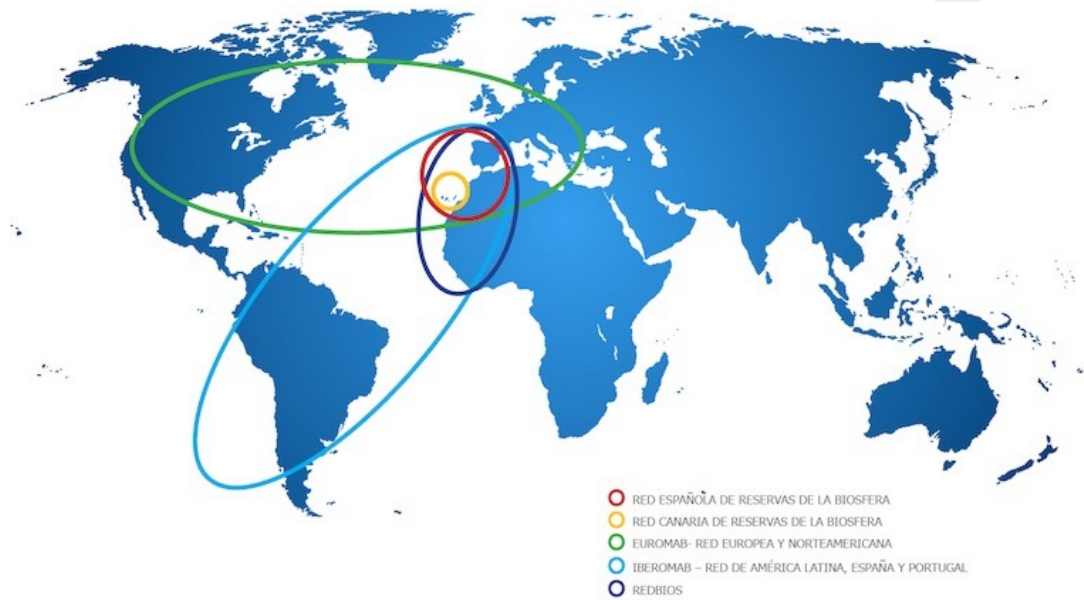 RED ESPAÑOLA DE RESERVAS DE LA BIOSFERA
RED CANARIA DE RESERVAS DE LA BIOSFERA
EUROMAB- RED EUROPEA Y NORTEAMERICANA
IBEROMAB – RED DE AMÉRICA LATINA, ESPAÑA Y PORTUGAL
REDBIOS